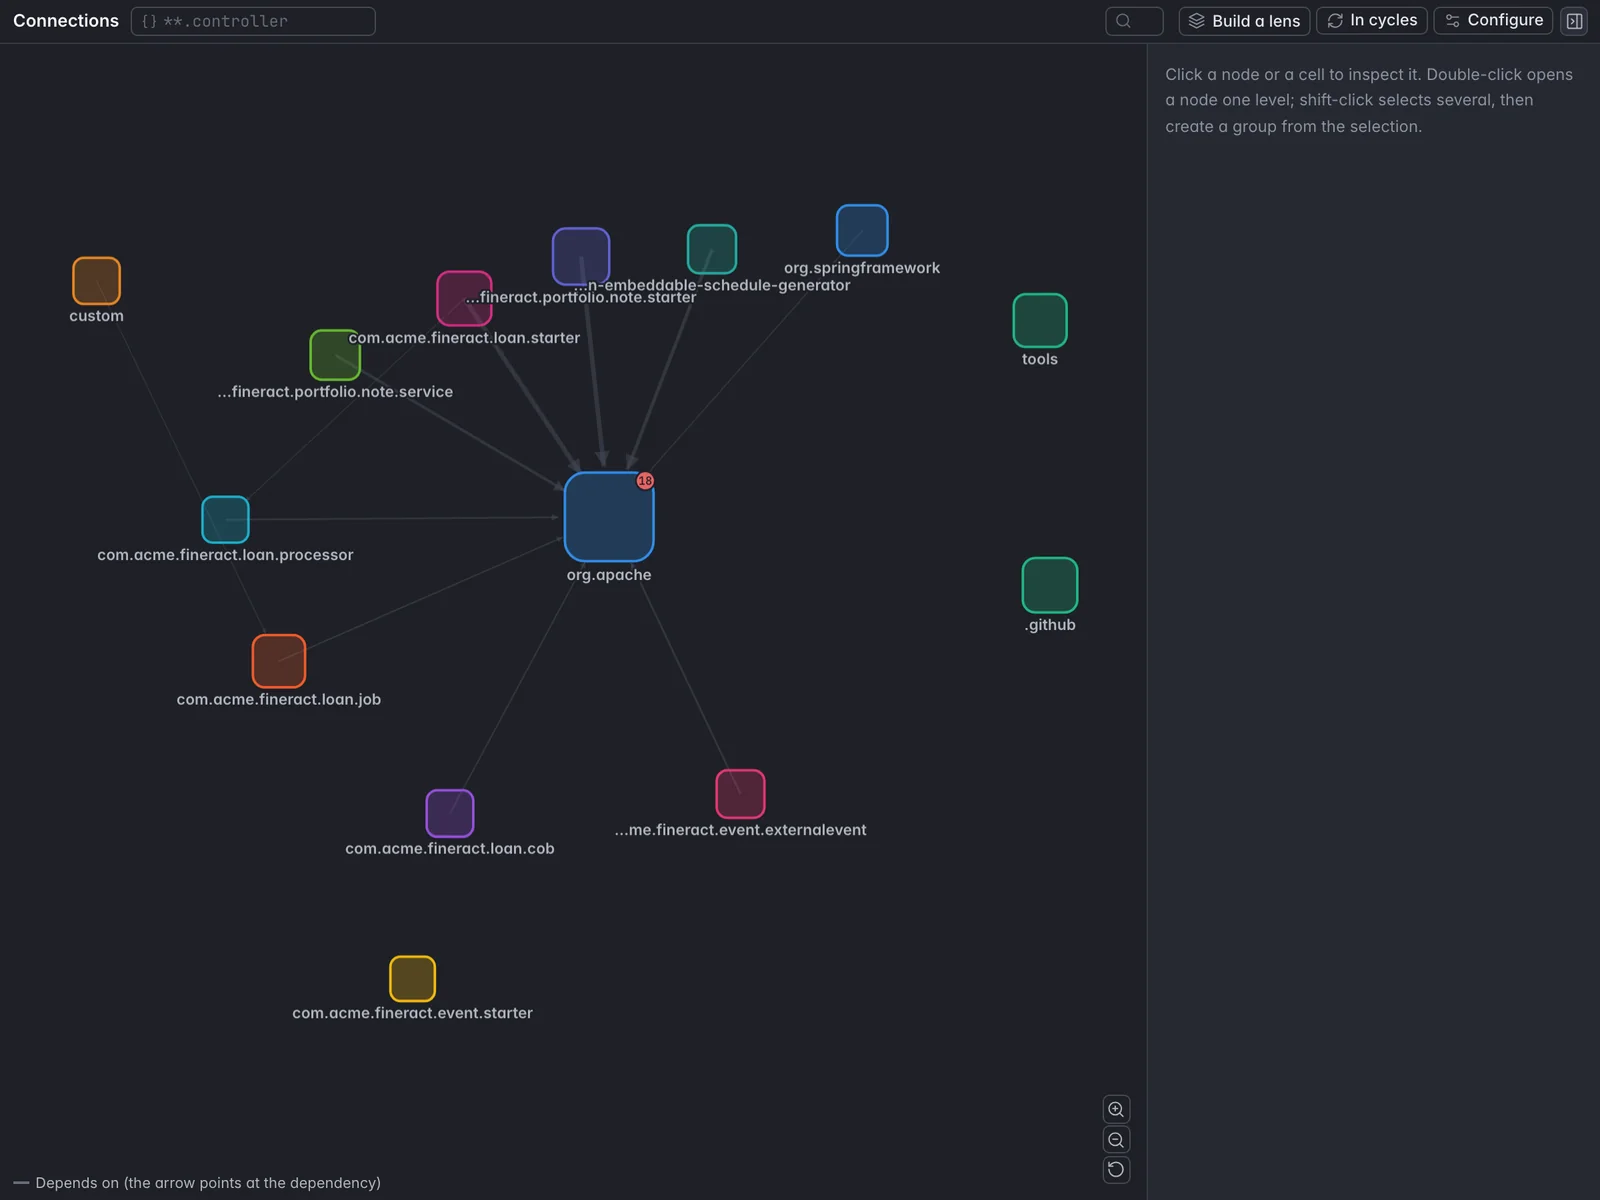 Connections
{} **.controller
Build a lens
In cycles
Configure
Click a node or a cell to inspect it. Double-click opens
a node one level; shift-click selects several, then
create a group from the selection.
org.springframework
...n-embeddable-schedule-generator
...fineract.portfolio.note.starter
custom
com.acme.fineract.loan.starter
tools
...fineract.portfolio.note.service
18
com.acme.fineract.loan.processor
org.apache
.github
com.acme.fineract.loan.job
...me.fineract.event.externalevent
com.acme.fineract.loan.cob
com.acme.fineract.event.starter
Depends on (the arrow points at the dependency)